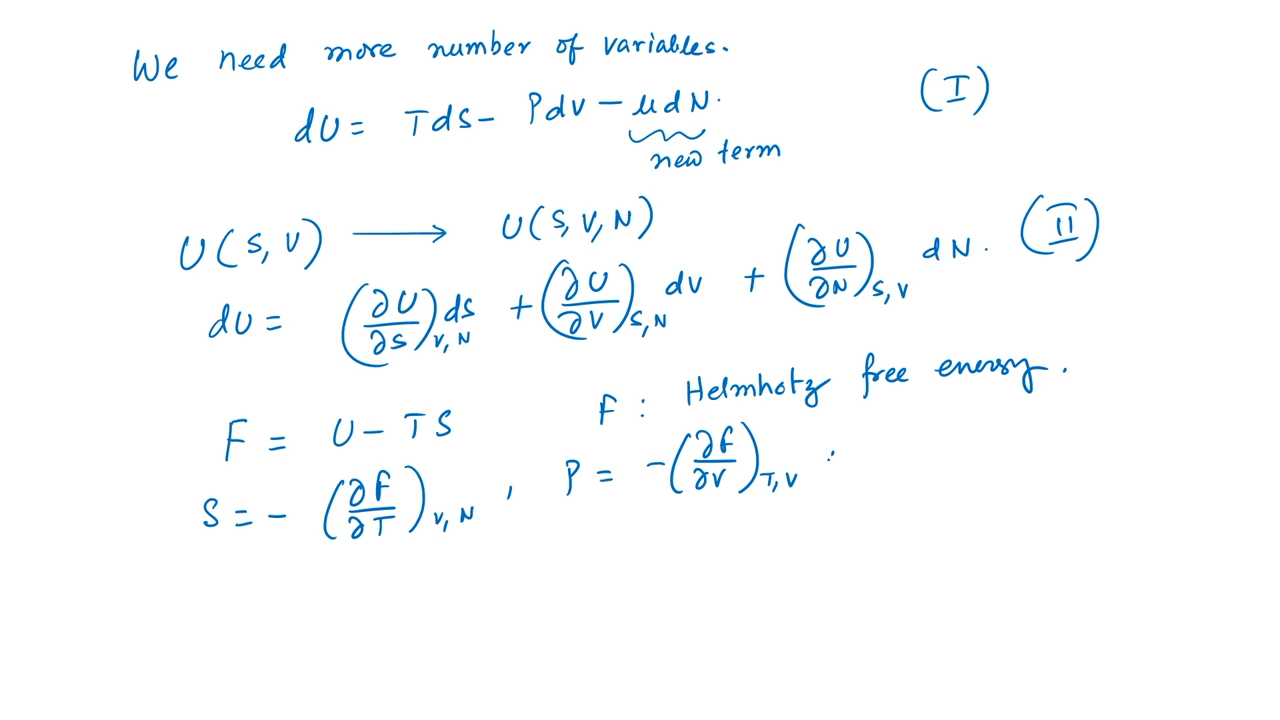 We need more number of variables.
dU = TdS - PdV - μdN. (I)
new term
U(S, V) ⟶ U(S, V, N)
dU = (∂U/∂S)_{V, N} dS + (∂U/∂V)_{S, N} dV + (∂U/∂N)_{S, V} dN. (II)
F = U - TS F : Helmhotz free energy.
S = - (∂F/∂T)_{V, N} , P = -(∂F/∂V)_{T, V} .